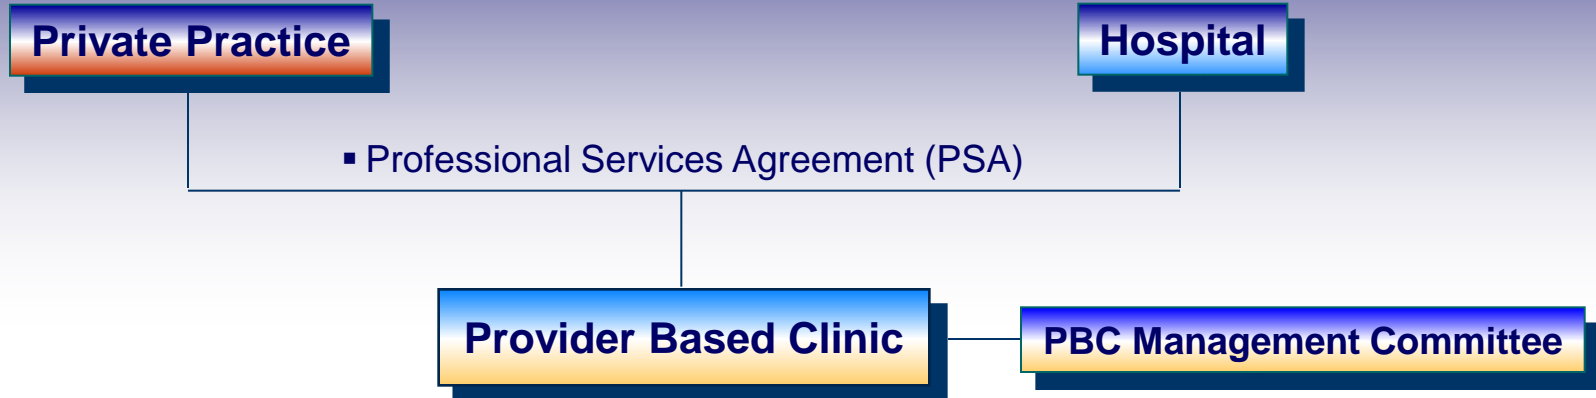 Private Practice
Hospital
▪ Professional Services Agreement (PSA)
Provider Based Clinic
PBC Management Committee